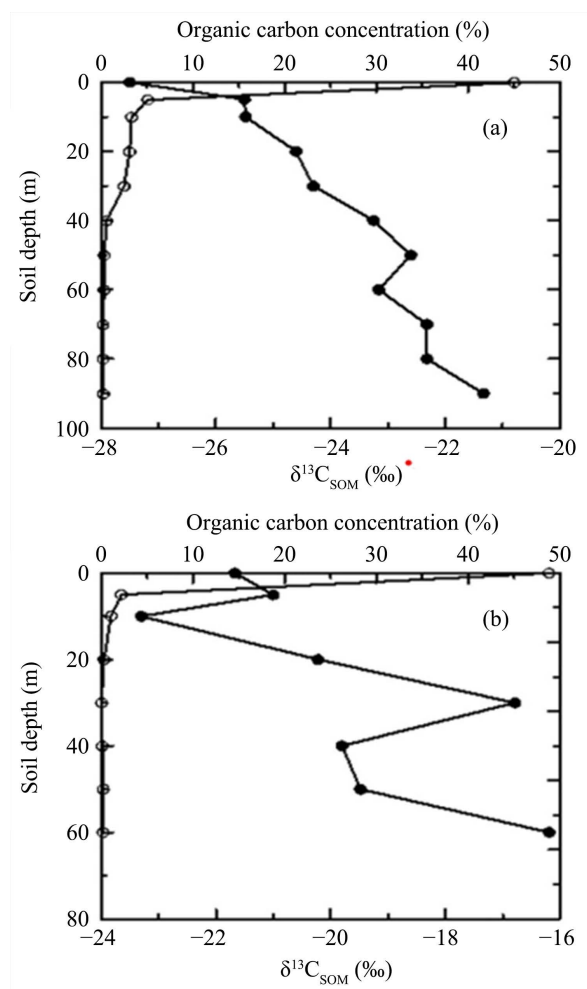 Organic carbon concentration (%)
0 10 20 30 40 50
0
20
40
60
80
100
Soil depth (m)
(a)
−28 −26 −24 −22 −20
δ¹³C_SOM (‰)
Organic carbon concentration (%)
0 10 20 30 40 50
0
20
40
60
80
Soil depth (m)
(b)
−24 −22 −20 −18 −16
δ¹³C_SOM (‰)